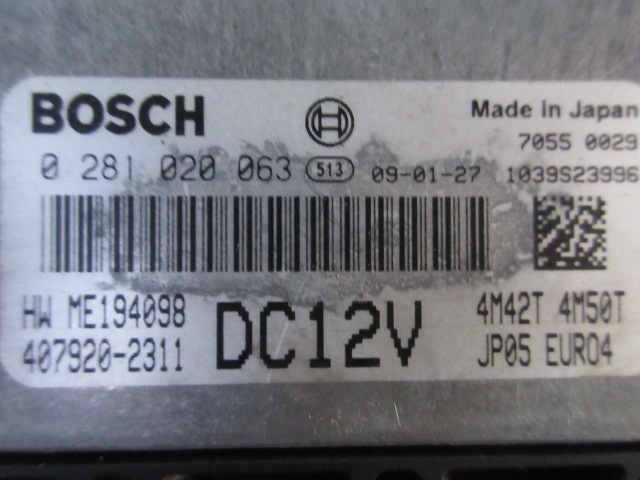 BOSCH
Made in Japan
7055 0029
0 281 020 063 513 09-01-27 1039S23996
HW ME194098
407920-2311
DC12V
4M42T 4M50T
JP05 EURO4